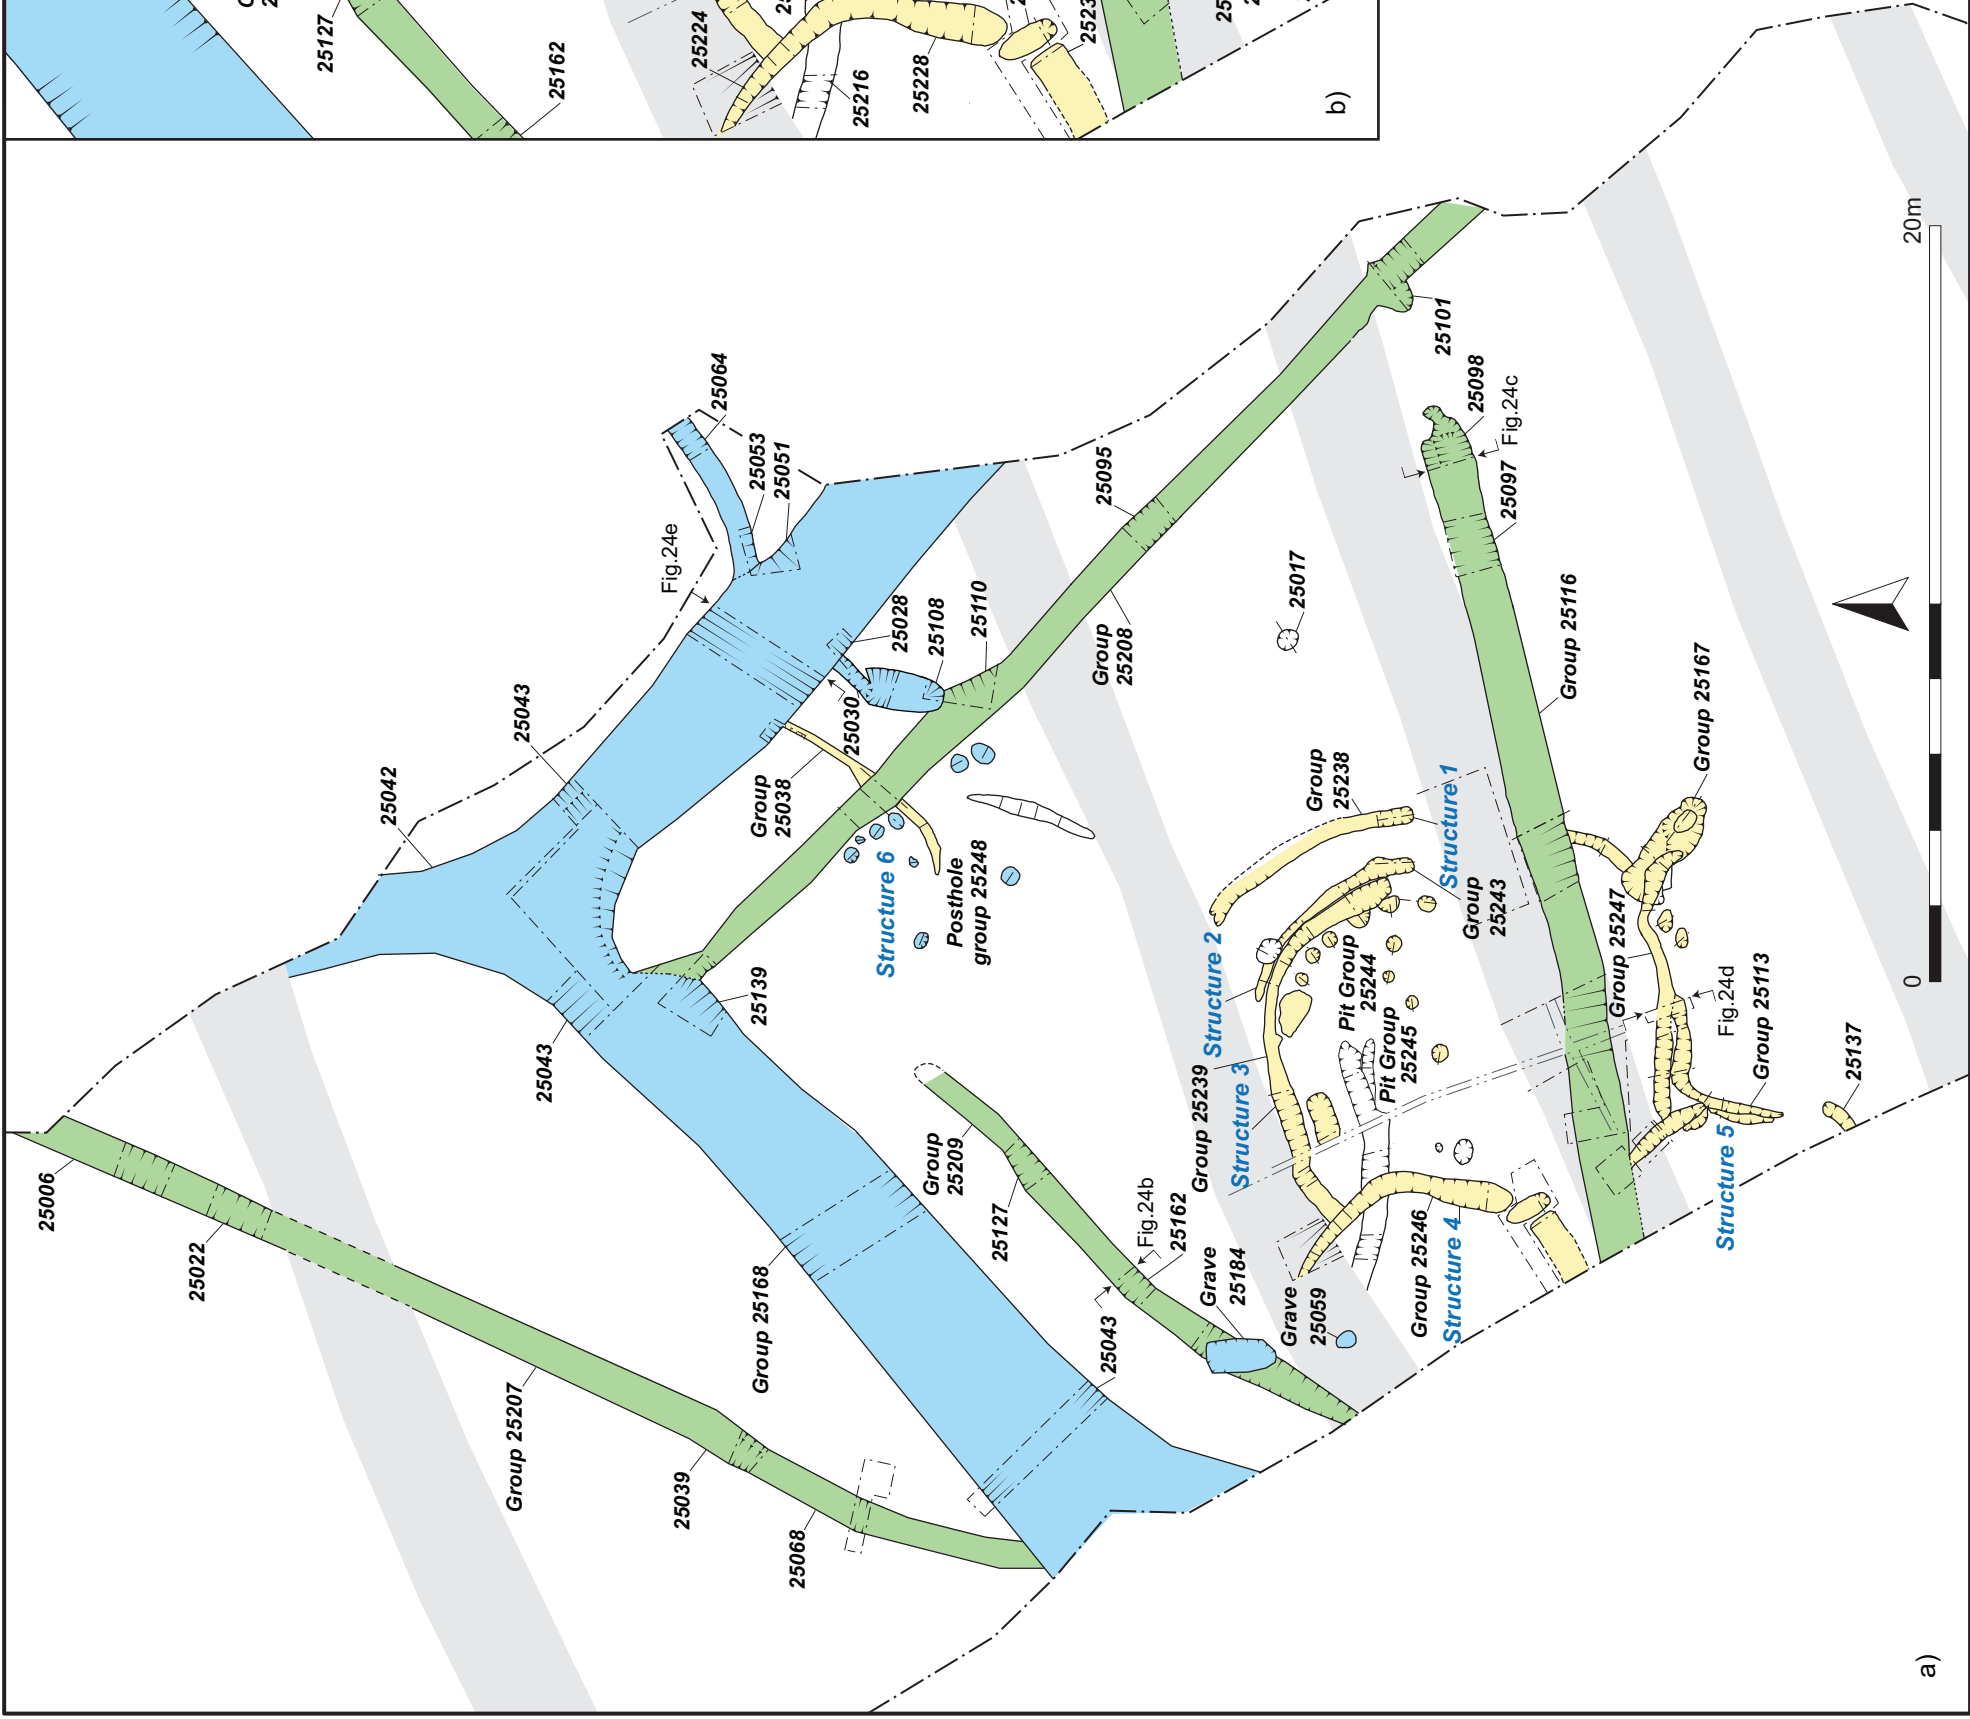 25127
25162
25224
25216
25228
b)
25042
25043
25064
25053
25051
Fig.24e
25028
25108
25110
25030
Group
25038
25095
Group
25208
25101
25098
Fig.24c
25097
25017
Group 25116
Structure 6
Posthole
group 25248
25139
25043
25006
25022
Group 25207
25039
25068
Group 25168
Group
25209
25127
Fig.24b
25162
25043
Grave
25184
Grave
25059
Group
25238
Structure 1
Structure 2
Group
25243
Group 25239
Structure 3
Pit Group
25244
Pit Group
25245
Group 25246
Structure 4
Group 25247
Group 25167
Fig.24d
Group 25113
Structure 5
25137
0
20m
a)